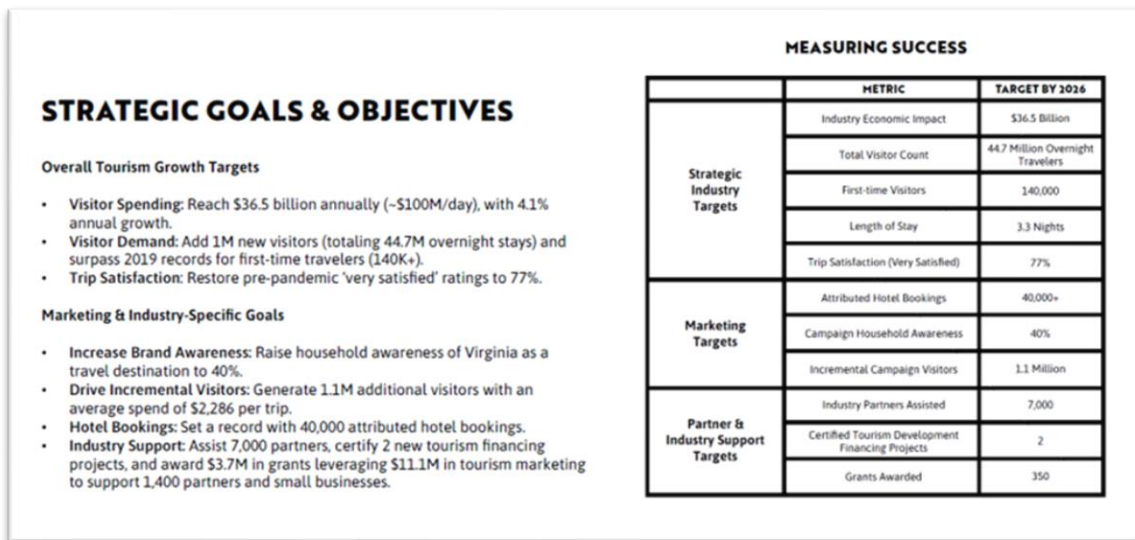 STRATEGIC GOALS & OBJECTIVES
Overall Tourism Growth Targets
• Visitor Spending: Reach $36.5 billion annually (~$100M/day), with 4.1%
annual growth.
• Visitor Demand: Add 1M new visitors (totaling 44.7M overnight stays) and
surpass 2019 records for first-time travelers (140K+).
• Trip Satisfaction: Restore pre-pandemic ‘very satisfied’ ratings to 77%.
Marketing & Industry-Specific Goals
• Increase Brand Awareness: Raise household awareness of Virginia as a
travel destination to 40%.
• Drive Incremental Visitors: Generate 1.1M additional visitors with an
average spend of $2,286 per trip.
• Hotel Bookings: Set a record with 40,000 attributed hotel bookings.
• Industry Support: Assist 7,000 partners, certify 2 new tourism financing
projects, and award $3.7M in grants leveraging $11.1M in tourism marketing
to support 1,400 partners and small businesses.
MEASURING SUCCESS
METRIC TARGET BY 2026
Strategic
Industry
Targets
Industry Economic Impact $36.5 Billion
Total Visitor Count 44.7 Million Overnight
Travelers
First-time Visitors 140,000
Length of Stay 3.3 Nights
Trip Satisfaction (Very Satisfied) 77%
Marketing
Targets
Attributed Hotel Bookings 40,000+
Campaign Household Awareness 40%
Incremental Campaign Visitors 1.1 Million
Partner &
Industry Support
Targets
Industry Partners Assisted 7,000
Certified Tourism Development
Financing Projects 2
Grants Awarded 350